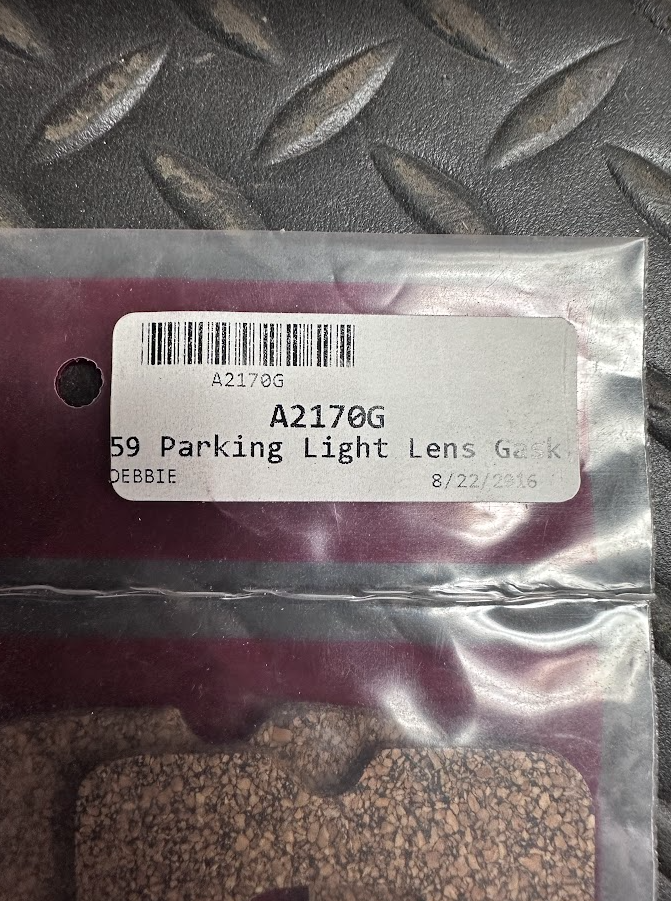 A2170G
A2170G
59 Parking Light Lens Gask
DEBBIE
8/22/2016